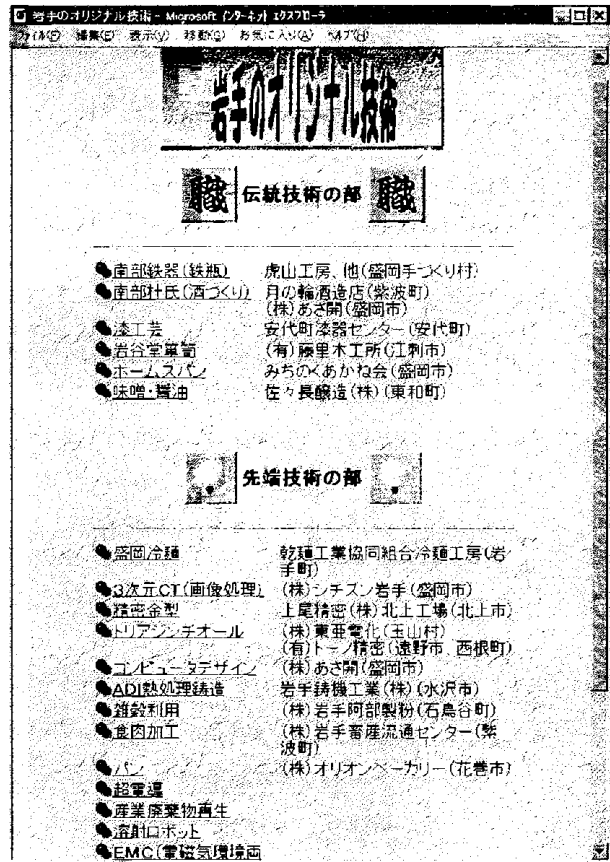 岩手のオリジナル技術 - Microsoft インターネット エクスプローラ
ファイル(F) 編集(E) 表示(V) 移動(G) お気に入り(A) ヘルプ(H)
岩手のオリジナル技術
職 伝統技術の部 職
南部鉄器(鉄瓶) 虎山工房、他(盛岡手づくり村)
南部杜氏(酒づくり) 月の輪酒造店(紫波町)
(株)あさ開(盛岡市)
漆工芸 安代町漆器センター(安代町)
岩谷堂箪笥 (有)藤里木工所(江刺市)
ホームスパン みちのくあかね会(盛岡市)
味噌・醤油 佐々長醸造(株)(東和町)
先端技術の部
盛岡冷麺 乾麺工業協同組合冷麺工房(岩
手町)
3次元CT(画像処理) (株)シチズン岩手(盛岡市)
精密金型 上尾精密(株)北上工場(北上市)
トリアジンチオール (株)東亜電化(玉山村)
(有)トーノ精密(遠野市、西根町)
コンピュータデザイン (株)あさ開(盛岡市)
ADI熱処理鋳造 岩手鋳機工業(株)(水沢市)
雑穀利用 (株)岩手阿部製粉(石鳥谷町)
食肉加工 (株)岩手畜産流通センター(紫
波町)
パン (株)オリオンベーカリー(花巻市)
超電導
産業廃棄物再生
溶射ロボット
EMC(電磁気環境両